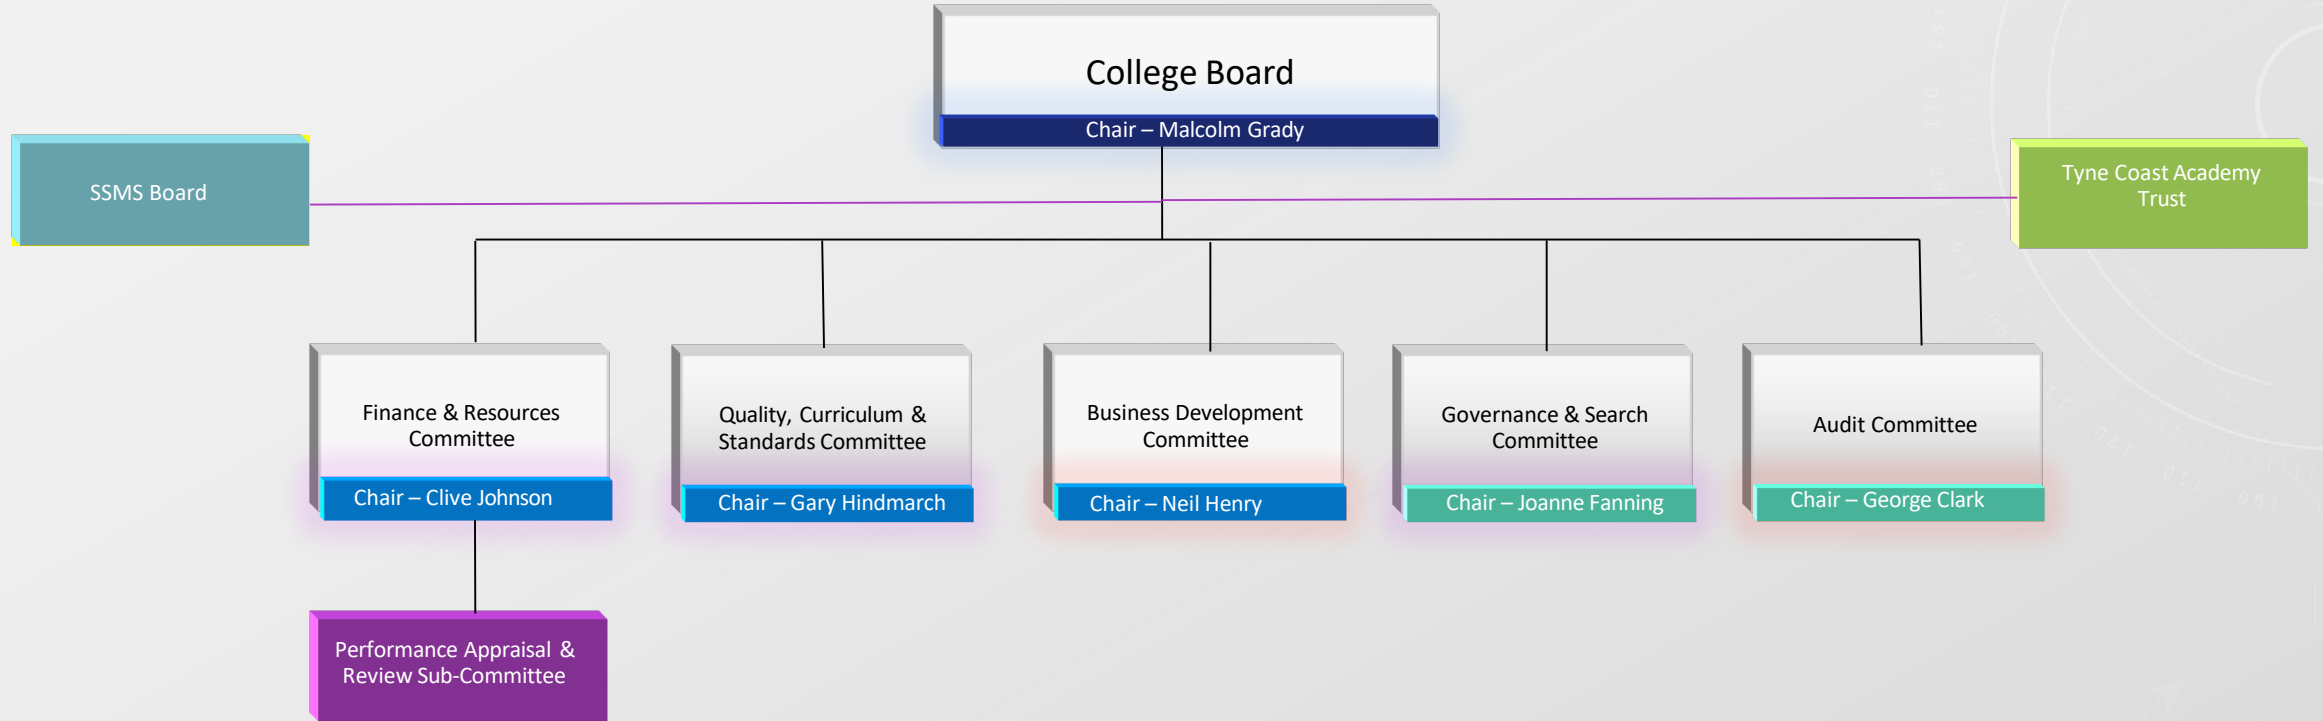 College Board
Chair – Malcolm Grady
SSMS Board
Tyne Coast Academy
Trust
Finance & Resources
Committee
Chair – Clive Johnson
Quality, Curriculum &
Standards Committee
Chair – Gary Hindmarch
Business Development
Committee
Chair – Neil Henry
Governance & Search
Committee
Chair – Joanne Fanning
Audit Committee
Chair – George Clark
Performance Appraisal &
Review Sub-Committee